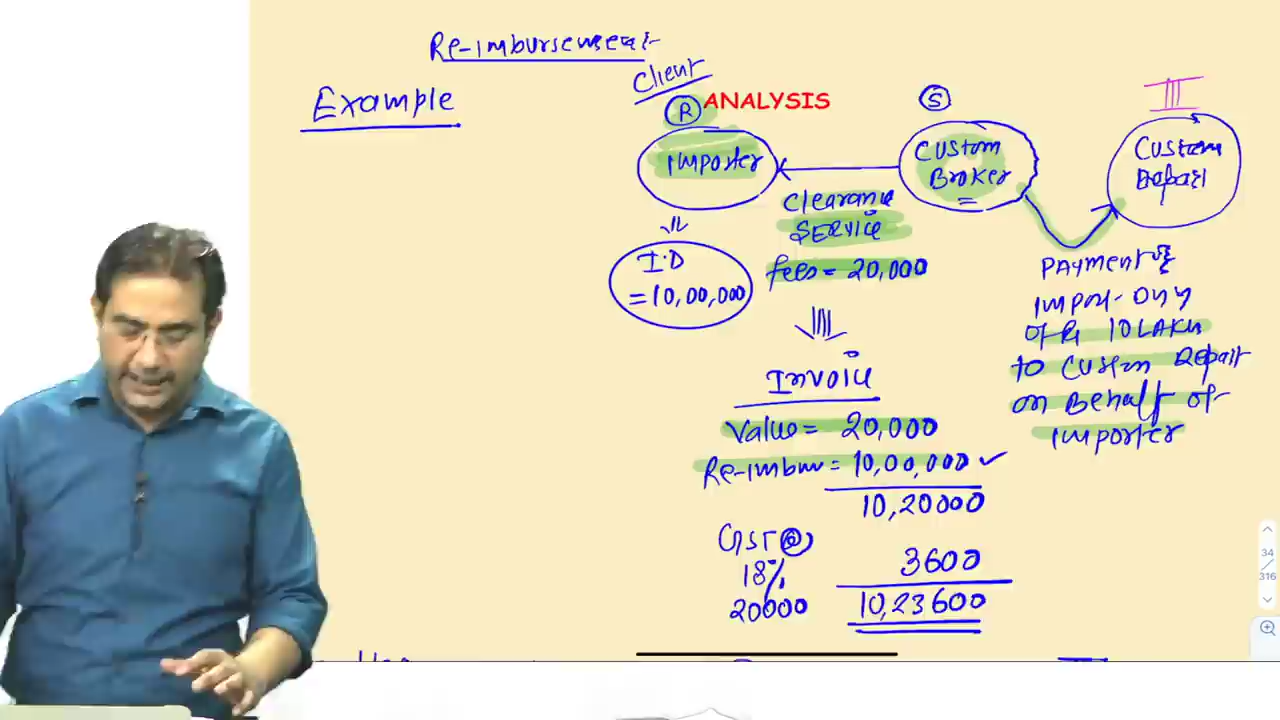 Re-imbursement
Example
Client
R
ANALYSIS
Importer
I.D
=10,00,000
Clearance
SERVICE
fees = 20,000
S
Custom
Broker
III
Custom
Depart
PAYMENT of
Import Duty
of Rs 10 LAKH
to Custom Depart
on Behalf of
importer
Invoice
Value = 20,000
Re-imbur = 10,00,000 ✓
10,20000
GST @
18%
20000
3600
10,23600
34
/
316